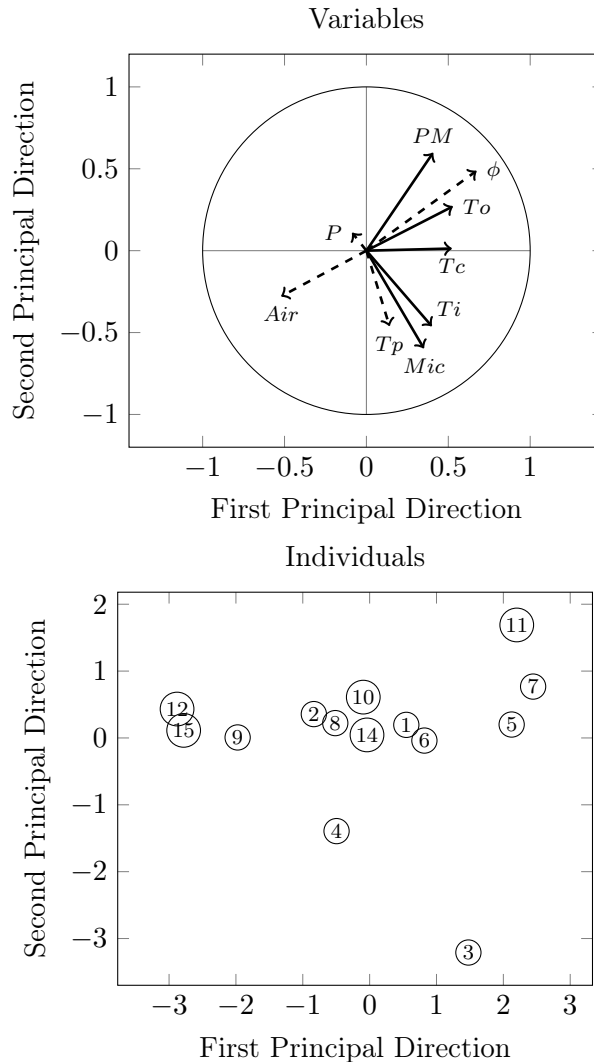 Variables
Second Principal Direction
1
0.5
0
−0.5
−1
PM
ϕ
To
P
Tc
Air
Ti
Tp
Mic
−1 −0.5 0 0.5 1
First Principal Direction
Individuals
Second Principal Direction
2
1
0
−1
−2
−3
11
7
12
10
2
8
1
5
15
9
14
6
4
3
−3 −2 −1 0 1 2 3
First Principal Direction